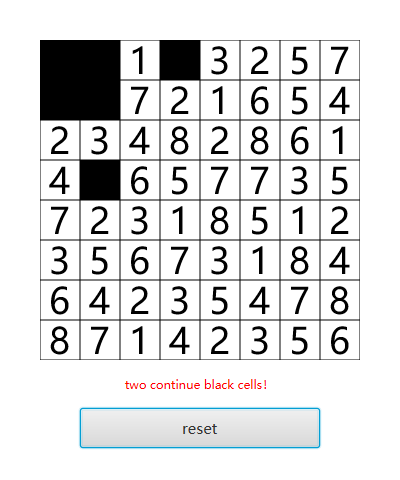 1 3 2 5 7
7 2 1 6 5 4
2 3 4 8 2 8 6 1
4 6 5 7 7 3 5
7 2 3 1 8 5 1 2
3 5 6 7 3 1 8 4
6 4 2 3 5 4 7 8
8 7 1 4 2 3 5 6
two continue black cells!
reset